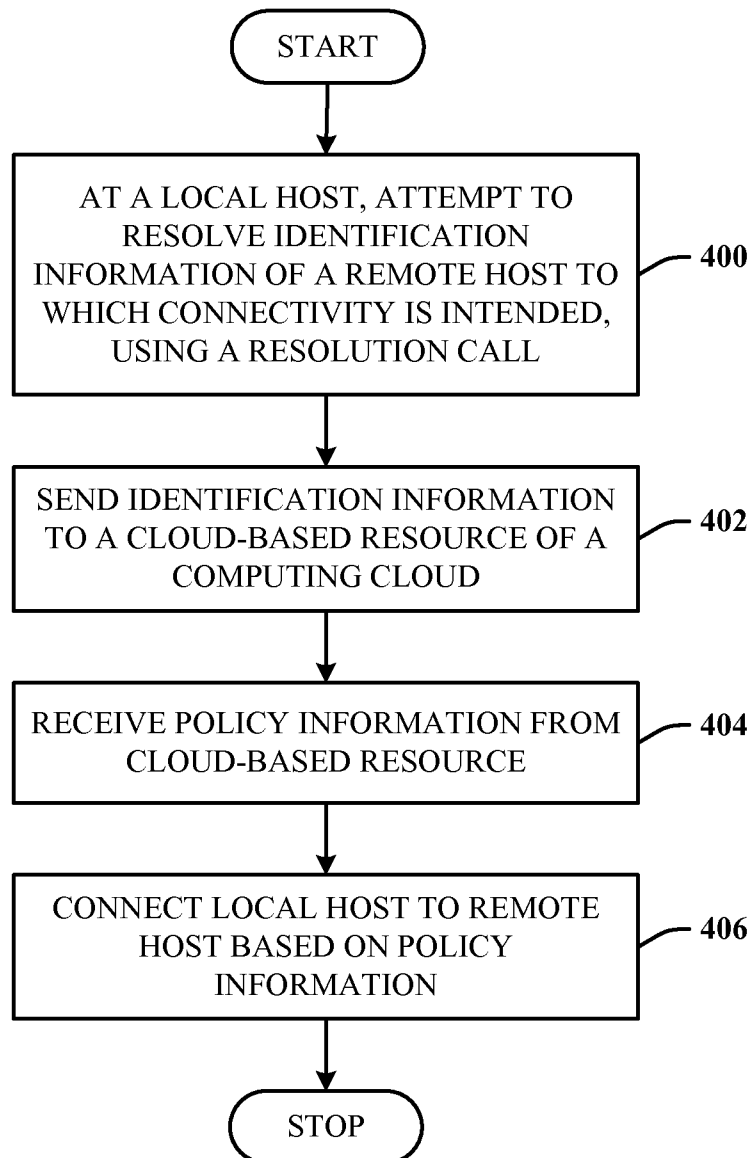 START
AT A LOCAL HOST, ATTEMPT TO
RESOLVE IDENTIFICATION
INFORMATION OF A REMOTE HOST TO
WHICH CONNECTIVITY IS INTENDED,
USING A RESOLUTION CALL
400
SEND IDENTIFICATION INFORMATION
TO A CLOUD-BASED RESOURCE OF A
COMPUTING CLOUD
402
RECEIVE POLICY INFORMATION FROM
CLOUD-BASED RESOURCE
404
CONNECT LOCAL HOST TO REMOTE
HOST BASED ON POLICY
INFORMATION
406
STOP